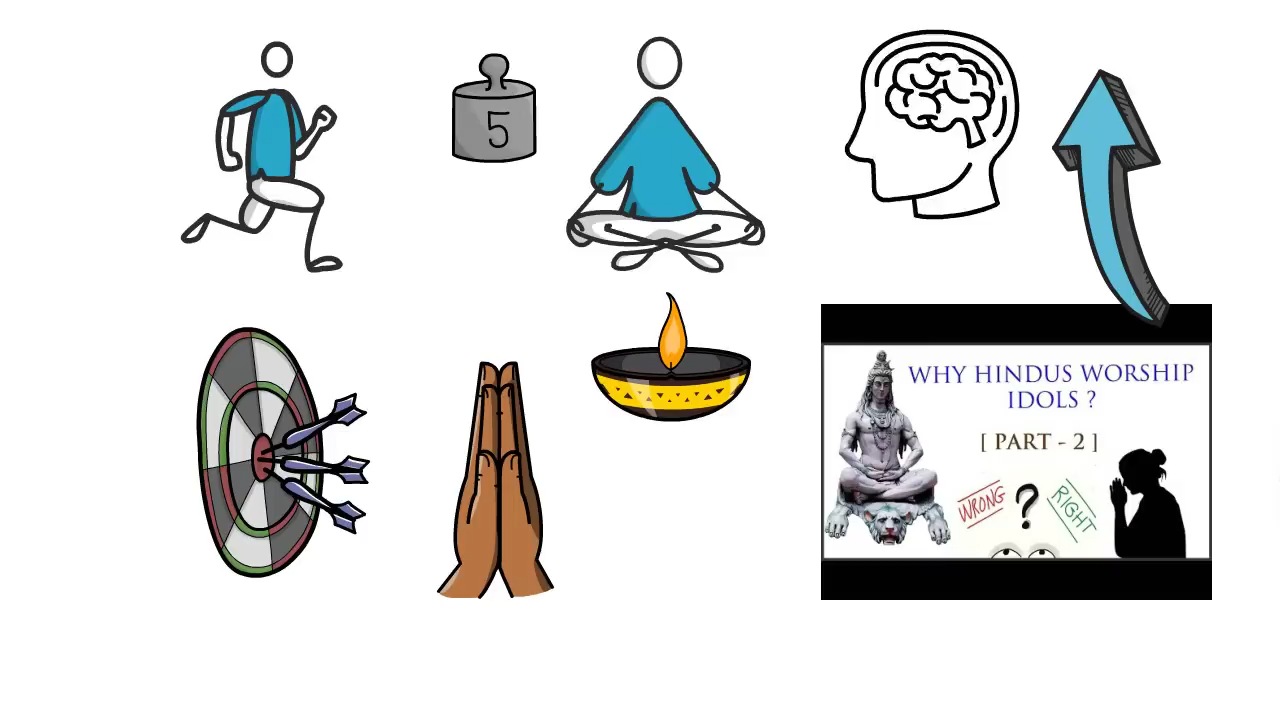 5
WHY HINDUS WORSHIP
IDOLS ?
[ PART - 2 ]
WRONG
?
RIGHT